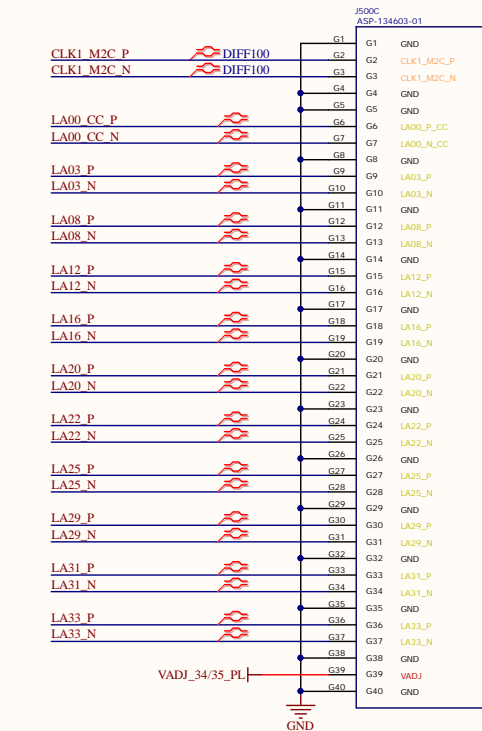 J500C
ASP-134603-01
G1 G1 GND
CLK1_M2C_P DIFF100 G2 G2 CLK1_M2C_P
CLK1_M2C_N DIFF100 G3 G3 CLK1_M2C_N
G4 G4 GND
G5 G5 GND
LA00_CC_P G6 G6 LA00_P_CC
LA00_CC_N G7 G7 LA00_N_CC
G8 G8 GND
LA03_P G9 G9 LA03_P
LA03_N G10 G10 LA03_N
G11 G11 GND
LA08_P G12 G12 LA08_P
LA08_N G13 G13 LA08_N
G14 G14 GND
LA12_P G15 G15 LA12_P
LA12_N G16 G16 LA12_N
G17 G17 GND
LA16_P G18 G18 LA16_P
LA16_N G19 G19 LA16_N
G20 G20 GND
LA20_P G21 G21 LA20_P
LA20_N G22 G22 LA20_N
G23 G23 GND
LA22_P G24 G24 LA22_P
LA22_N G25 G25 LA22_N
G26 G26 GND
LA25_P G27 G27 LA25_P
LA25_N G28 G28 LA25_N
G29 G29 GND
LA29_P G30 G30 LA29_P
LA29_N G31 G31 LA29_N
G32 G32 GND
LA31_P G33 G33 LA31_P
LA31_N G34 G34 LA31_N
G35 G35 GND
LA33_P G36 G36 LA33_P
LA33_N G37 G37 LA33_N
G38 G38 GND
VADJ_34/35_PL G39 G39 VADJ
G40 G40 GND
GND